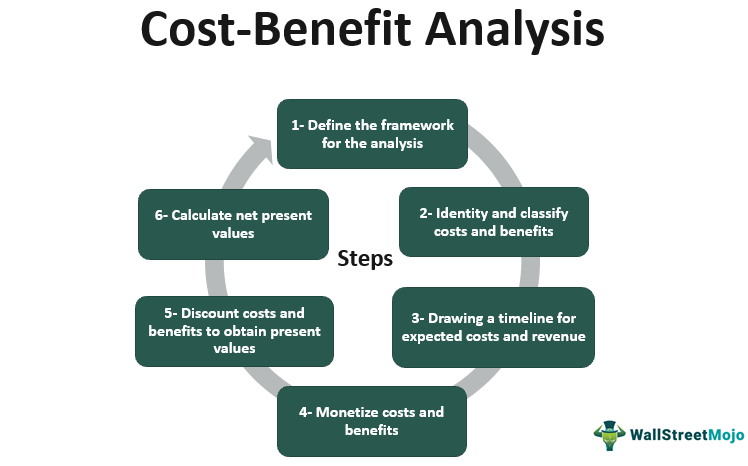 Cost-Benefit Analysis
1- Define the framework
for the analysis
2- Identity and classify
costs and benefits
3- Drawing a timeline for
expected costs and revenue
4- Monetize costs and
benefits
5- Discount costs and
benefits to obtain present
values
6- Calculate net present
values
Steps
WallStreetMojo